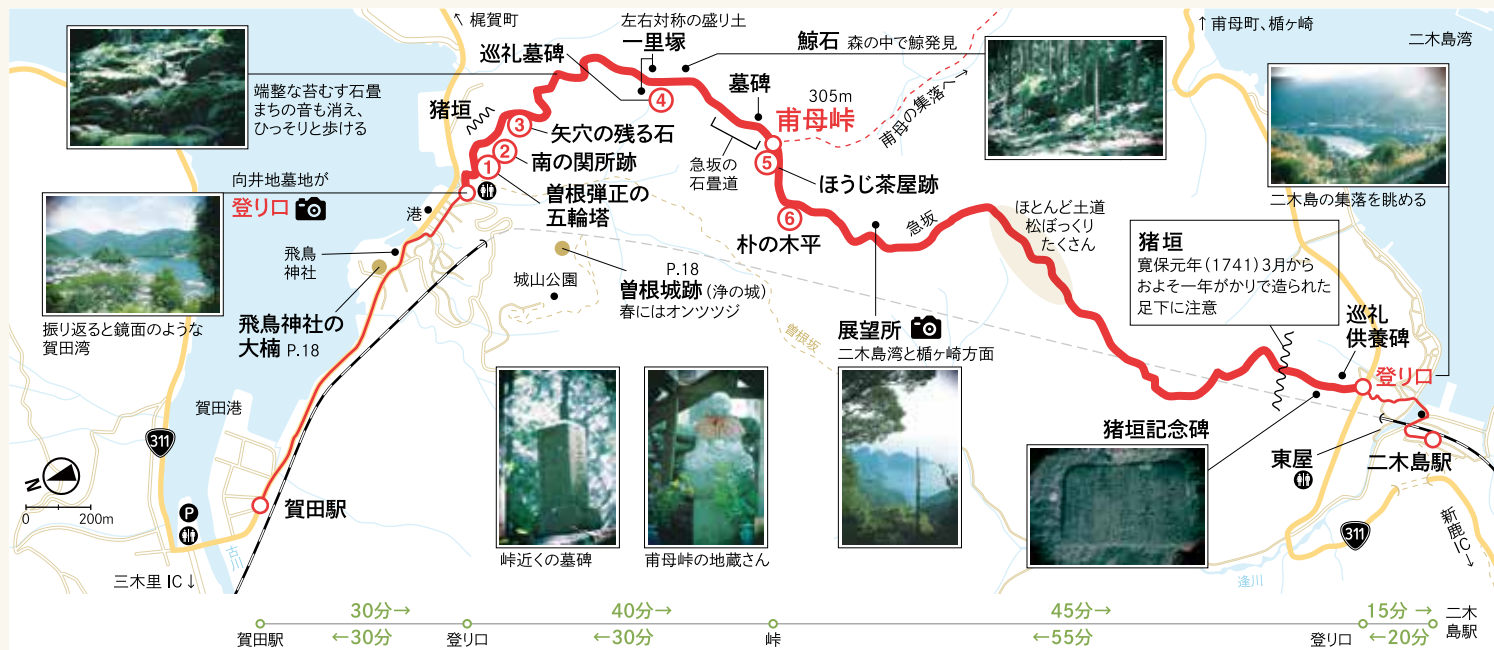 ↖梶賀町
左右対称の盛り土
一里塚
巡礼墓碑
鯨石 森の中で鯨発見
↑甫母町、楯ヶ崎
二木島湾
端整な苔むす石畳
まちの音も消え、
ひっそりと歩ける
猪垣
④
墓碑
305m
甫母峠
甫母の集落へ→
③
矢穴の残る石
②
南の関所跡
①
曽根弾正の
五輪塔
急坂の
石畳道
⑤
ほうじ茶屋跡
⑥
朴の木平
二木島の集落を眺める
向井地墓地が
登り口
港
飛鳥
神社
城山公園
P.18
曽根城跡(浄の城)
春にはオンツツジ
曽根坂
急坂
ほとんど土道
松ぼっくり
たくさん
猪垣
寛保元年(1741)3月から
およそ一年がかりで造られた
足下に注意
巡礼
供養碑
登り口
振り返ると鏡面のような
賀田湾
飛鳥神社の
大楠 P.18
展望所
二木島湾と楯ヶ崎方面
賀田港
311
猪垣記念碑
東屋
二木島駅
N
0 200m
P
賀田駅
古川
三木里 IC↓
峠近くの墓碑
甫母峠の地蔵さん
311
新鹿IC→
逢川
30分→
40分→
45分→
15分→
賀田駅
←30分
登り口
←30分
峠
←55分
登り口
←20分
二木
島駅